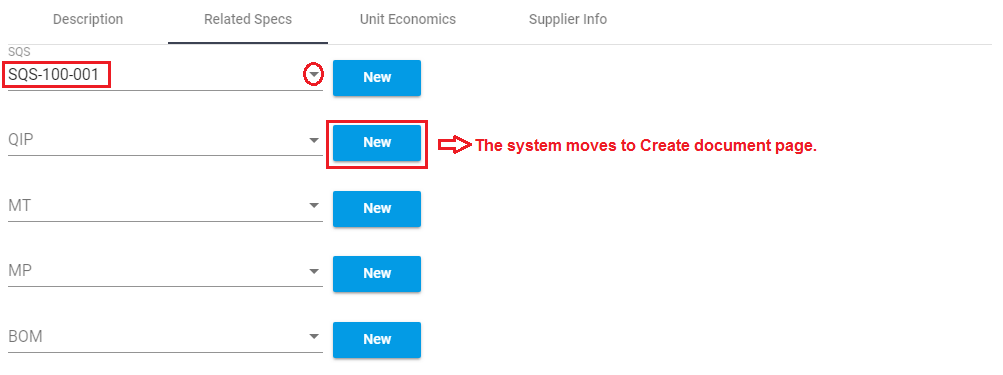 Description Related Specs Unit Economics Supplier Info
SQS
SQS-100-001 New
QIP New The system moves to Create document page.
MT New
MP New
BOM New